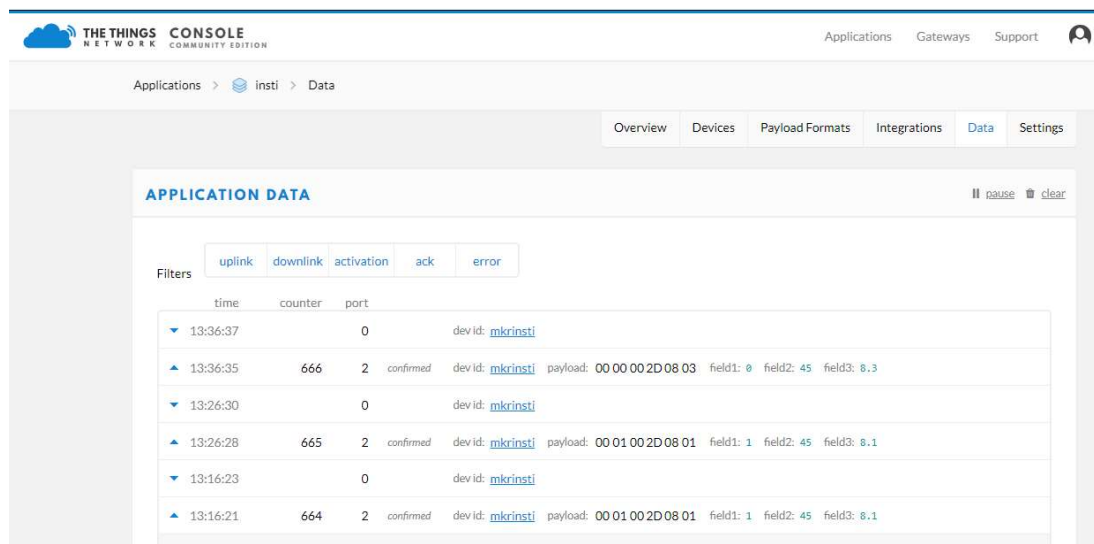 THE THINGS CONSOLE
NETWORK COMMUNITY EDITION
Applications Gateways Support
Applications > insti > Data
Overview Devices Payload Formats Integrations Data Settings
APPLICATION DATA
pause clear
Filters uplink downlink activation ack error
time counter port
13:36:37 0 dev id: mkrinsti
13:36:35 666 2 confirmed dev id: mkrinsti payload: 00 00 00 2D 08 03 field1: 0 field2: 45 field3: 8.3
13:26:30 0 dev id: mkrinsti
13:26:28 665 2 confirmed dev id: mkrinsti payload: 00 01 00 2D 08 01 field1: 1 field2: 45 field3: 8.1
13:16:23 0 dev id: mkrinsti
13:16:21 664 2 confirmed dev id: mkrinsti payload: 00 01 00 2D 08 01 field1: 1 field2: 45 field3: 8.1